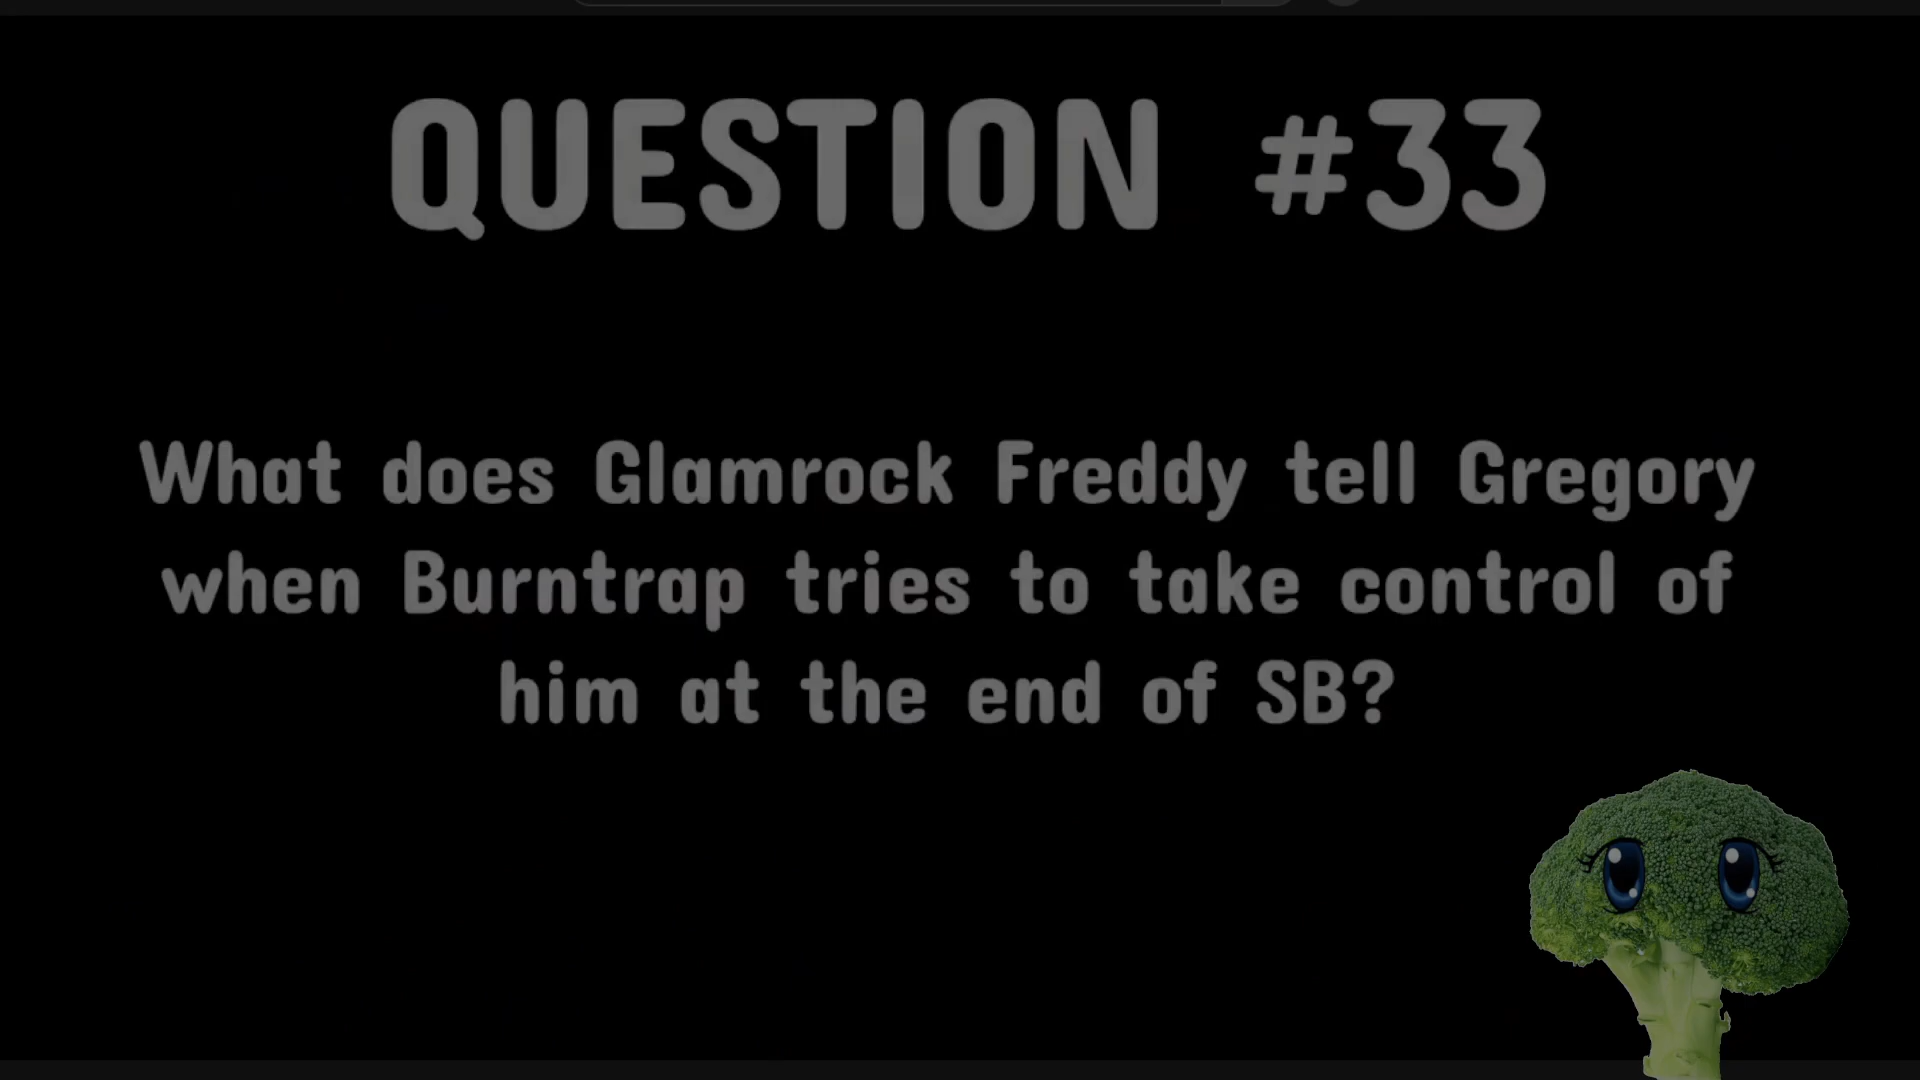 QUESTION #33
What does Glamrock Freddy tell Gregory
when Burntrap tries to take control of
him at the end of SB?